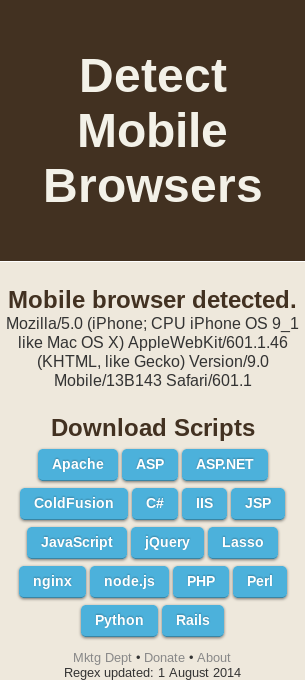 Detect
Mobile
Browsers
Mobile browser detected.
Mozilla/5.0 (iPhone; CPU iPhone OS 9_1
like Mac OS X) AppleWebKit/601.1.46
(KHTML, like Gecko) Version/9.0
Mobile/13B143 Safari/601.1
Download Scripts
Apache ASP ASP.NET
ColdFusion C# IIS JSP
JavaScript jQuery Lasso
nginx node.js PHP Perl
Python Rails
Mktg Dept • Donate • About
Regex updated: 1 August 2014